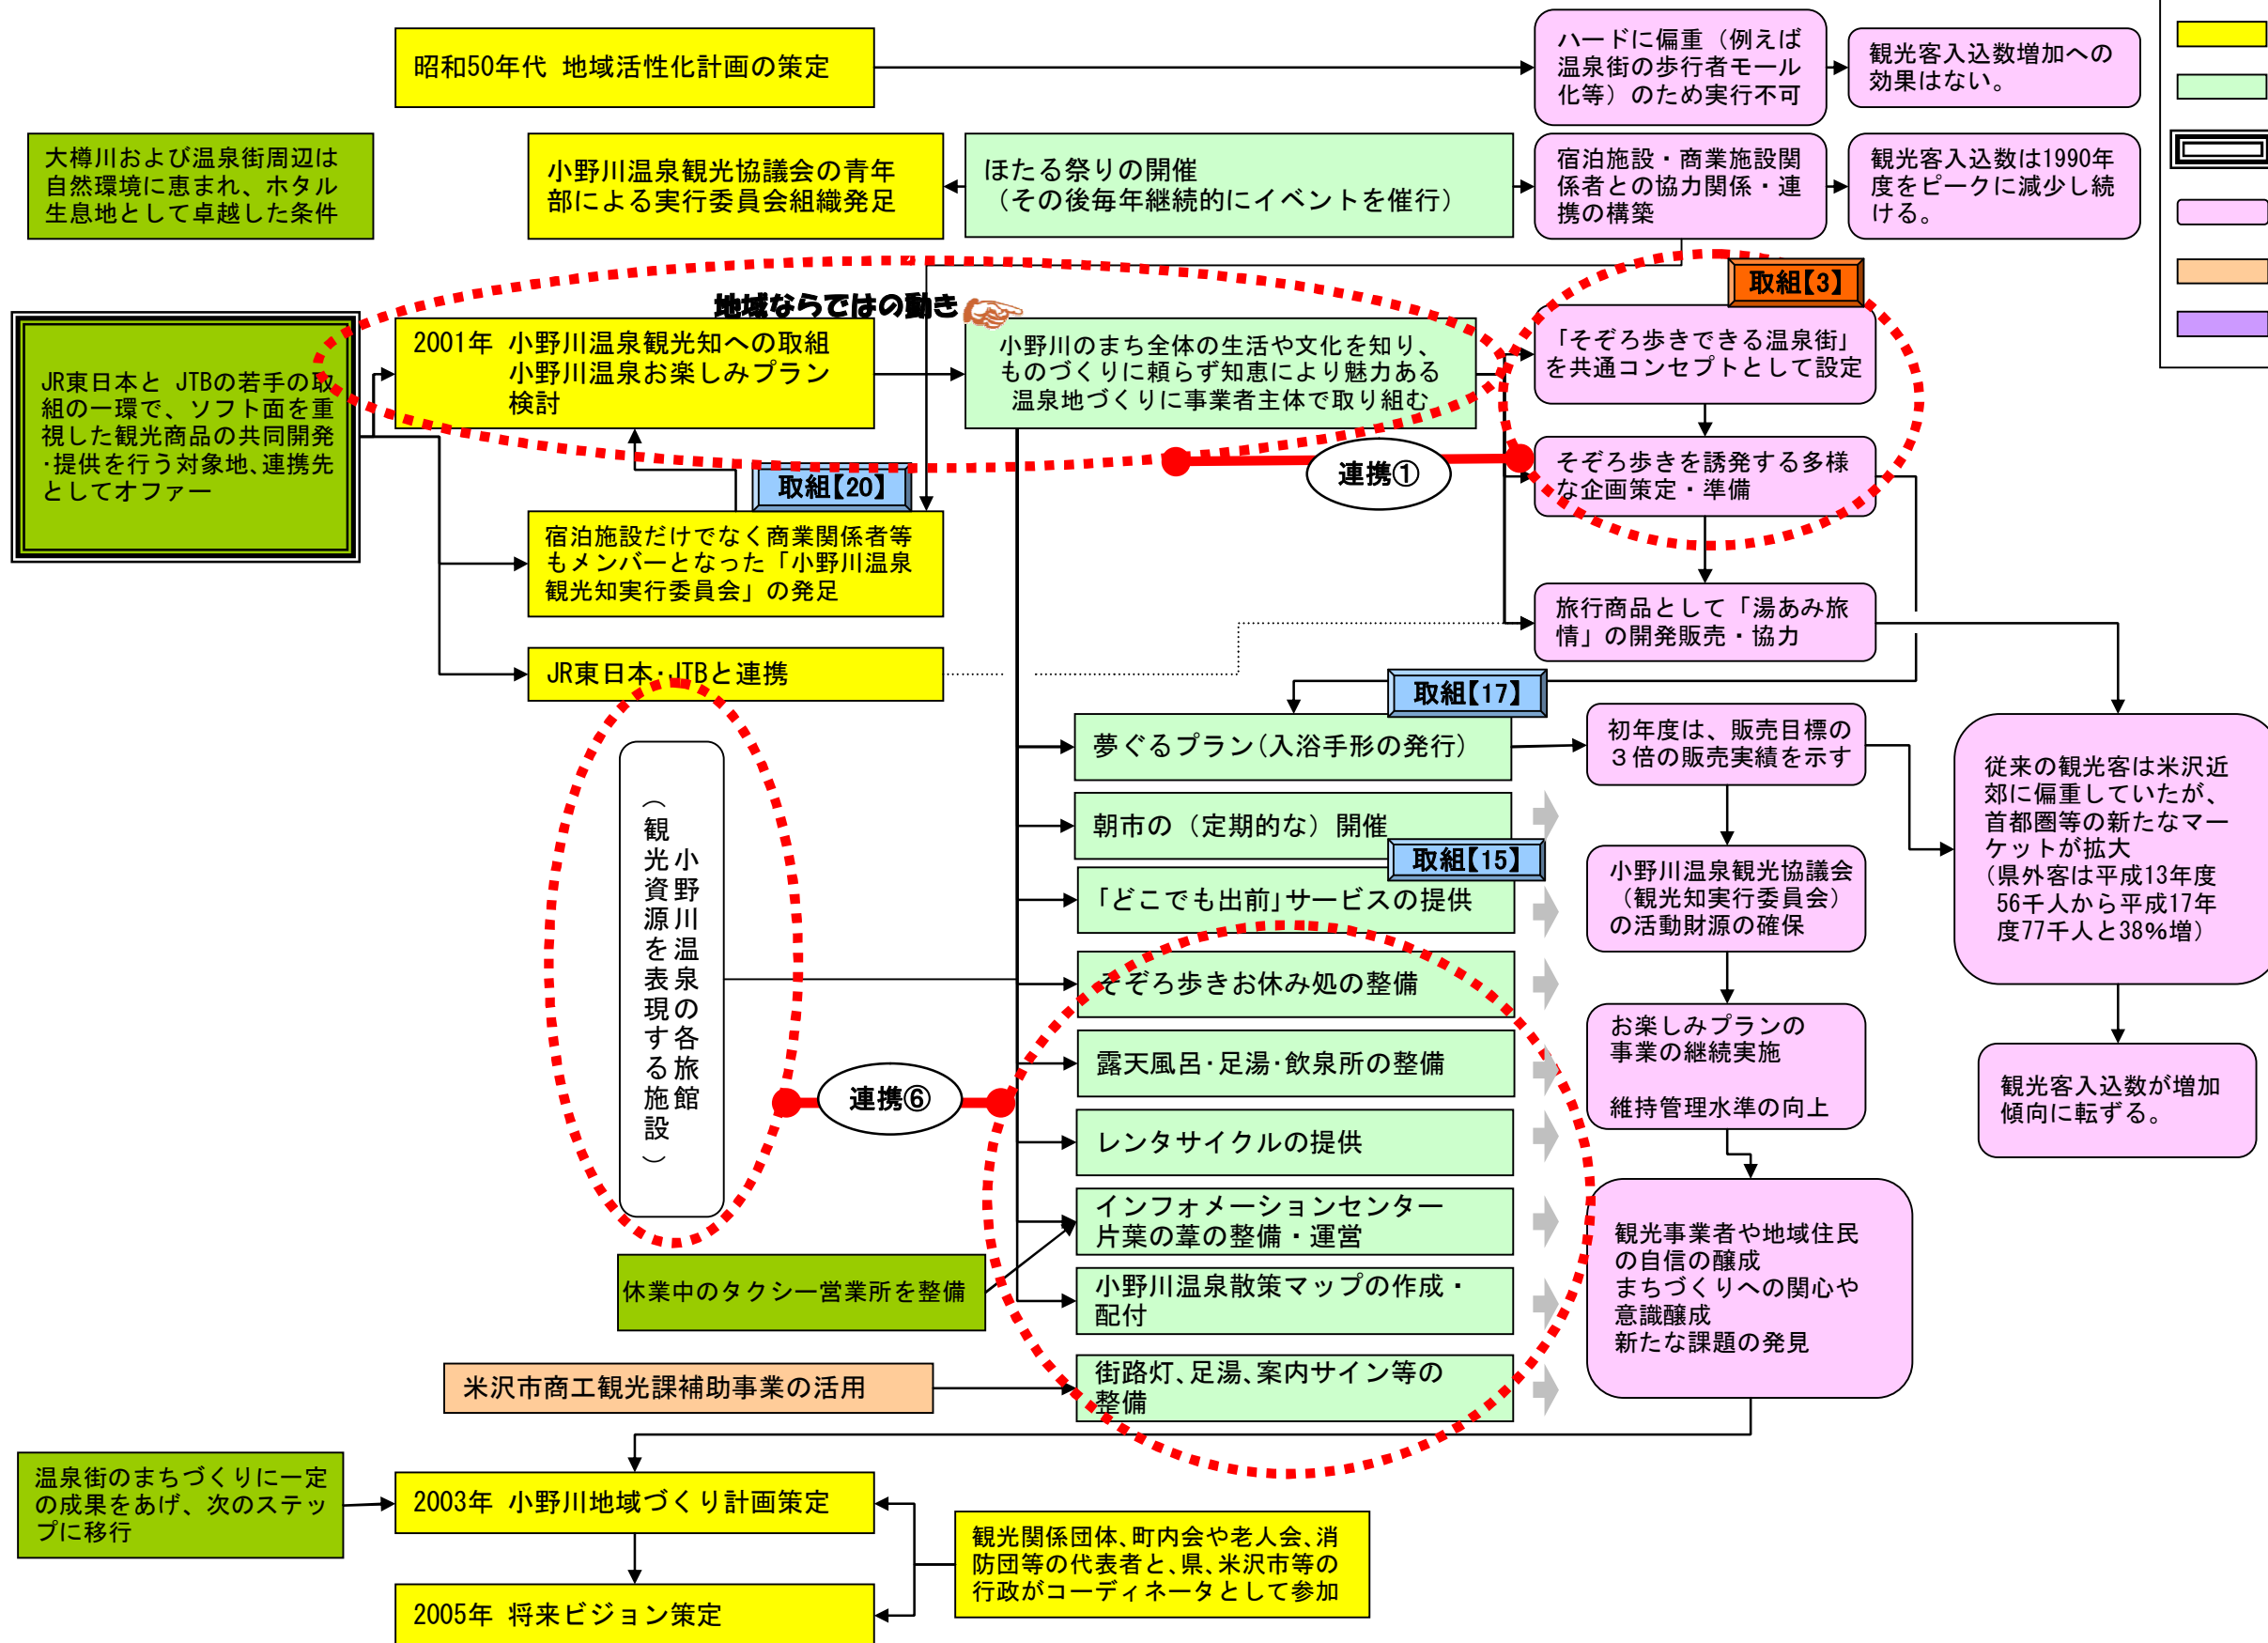 昭和50年代 地域活性化計画の策定
ハードに偏重（例えば
温泉街の歩行者モール
化等）のため実行不可
観光客入込数増加への
効果はない。
大樽川および温泉街周辺は
自然環境に恵まれ、ホタル
生息地として卓越した条件
小野川温泉観光協議会の青年
部による実行委員会組織発足
ほたる祭りの開催
（その後毎年継続的にイベントを催行）
宿泊施設・商業施設関
係者との協力関係・連
携の構築
観光客入込数は1990年
度をピークに減少し続
ける。
取組【3】
地域ならではの動き
JR東日本と JTBの若手の取
組の一環で、ソフト面を重
視した観光商品の共同開発
・提供を行う対象地、連携先
としてオファー
2001年 小野川温泉観光知への取組
小野川温泉お楽しみプラン
検討
小野川のまち全体の生活や文化を知り、
ものづくりに頼らず知恵により魅力ある
温泉地づくりに事業者主体で取り組む
「そぞろ歩きできる温泉街」
を共通コンセプトとして設定
連携①
そぞろ歩きを誘発する多様
な企画策定・準備
取組【20】
宿泊施設だけでなく商業関係者等
もメンバーとなった「小野川温泉
観光知実行委員会」の発足
旅行商品として「湯あみ旅
情」の開発販売・協力
JR東日本・JTBと連携
取組【17】
夢ぐるプラン（入浴手形の発行）
初年度は、販売目標の
３倍の販売実績を示す
従来の観光客は米沢近
郊に偏重していたが、
首都圏等の新たなマー
ケットが拡大
（県外客は平成13年度
56千人から平成17年
度77千人と38%増）
朝市の（定期的な）開催
取組【15】
「どこでも出前」サービスの提供
小野川温泉観光協議会
（観光知実行委員会）
の活動財源の確保
小野川温泉の各旅館
（観光資源を表現する施設）
そぞろ歩きお休み処の整備
お楽しみプランの
事業の継続実施
維持管理水準の向上
露天風呂・足湯・飲泉所の整備
連携⑥
観光客入込数が増加
傾向に転ずる。
レンタサイクルの提供
インフォメーションセンター
片葉の葦の整備・運営
観光事業者や地域住民
の自信の醸成
まちづくりへの関心や
意識醸成
新たな課題の発見
休業中のタクシー営業所を整備
小野川温泉散策マップの作成・
配付
米沢市商工観光課補助事業の活用
街路灯、足湯、案内サイン等の
整備
温泉街のまちづくりに一定
の成果をあげ、次のステッ
プに移行
2003年 小野川地域づくり計画策定
観光関係団体、町内会や老人会、消
防団等の代表者と、県、米沢市等の
行政がコーディネータとして参加
2005年 将来ビジョン策定